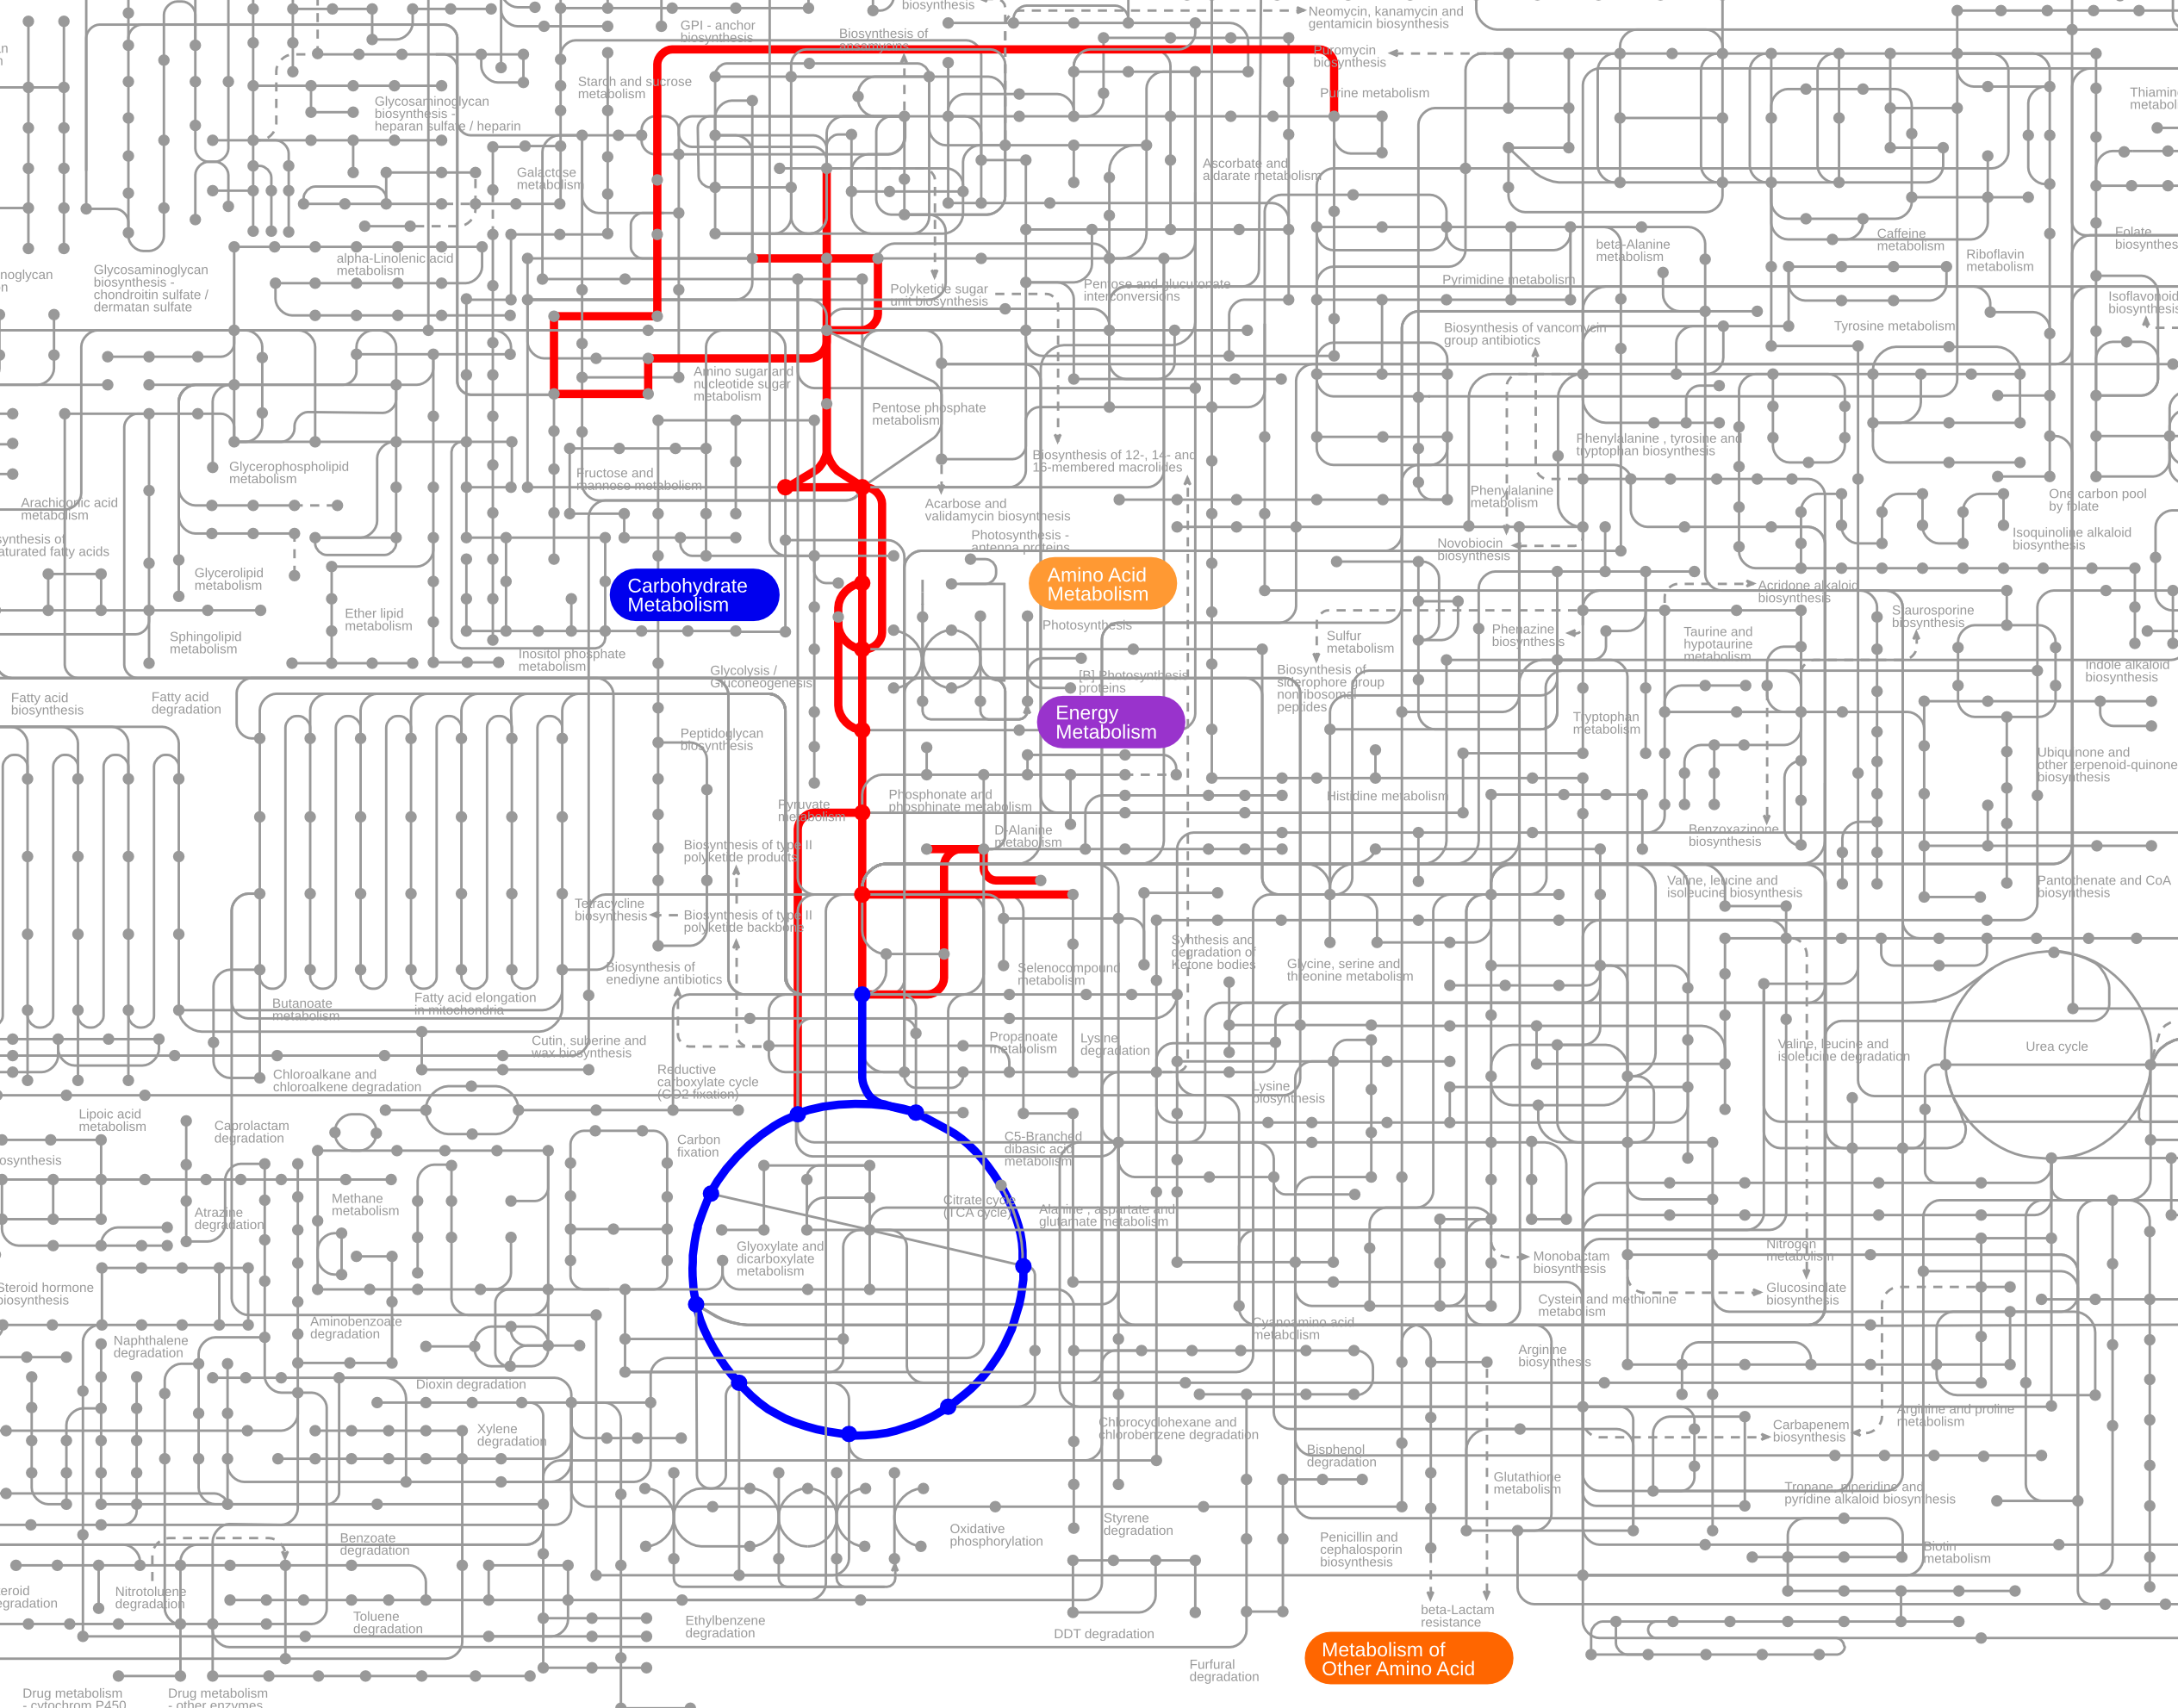 biosynthesis
Neomycin, kanamycin and
gentamicin biosynthesis
GPI - anchor
biosynthesis
Biosynthesis of
ansamycins
Puromycin
biosynthesis
Starch and sucrose
metabolism
Purine metabolism
Glycosaminoglycan
biosynthesis -
heparan sulfate / heparin
Thiamin
metabol
Galactose
metabolism
Ascorbate and
aldarate metabolism
alpha-Linolenic acid
metabolism
beta-Alanine
metabolism
Caffeine
metabolism
Riboflavin
metabolism
Folate
biosynthes
noglycan
n
Glycosaminoglycan
biosynthesis -
chondroitin sulfate /
dermatan sulfate
Polyketide sugar
unit biosynthesis
Pentose and glucuronate
interconversions
Pyrimidine metabolism
Isoflavonoid
biosynthesis
Biosynthesis of vancomycin
group antibiotics
Tyrosine metabolism
Amino sugar and
nucleotide sugar
metabolism
Pentose phosphate
metabolism
Phenylalanine , tyrosine and
tryptophan biosynthesis
Glycerophospholipid
metabolism
Fructose and
mannose metabolism
Biosynthesis of 12-, 14- and
16-membered macrolides
Arachidonic acid
metabolism
Acarbose and
validamycin biosynthesis
Phenylalanine
metabolism
One carbon pool
by folate
ynthesis of
aturated fatty acids
Photosynthesis -
antenna proteins
Novobiocin
biosynthesis
Isoquinoline alkaloid
biosynthesis
Glycerolipid
metabolism
Carbohydrate
Metabolism
Amino Acid
Metabolism
Acridone alkaloid
biosynthesis
Ether lipid
metabolism
Staurosporine
biosynthesis
Sphingolipid
metabolism
Inositol phosphate
metabolism
Photosynthesis
Sulfur
metabolism
Phenazine
biosynthesis
Taurine and
hypotaurine
metabolism
Glycolysis /
Gluconeogenesis
[B] Photosynthesis
proteins
Biosynthesis of
siderophore group
nonribosomal
peptides
Indole alkaloid
biosynthesis
Fatty acid
biosynthesis
Fatty acid
degradation
Energy
Metabolism
Tryptophan
metabolism
Peptidoglycan
biosynthesis
Ubiquinone and
other terpenoid-quinone
biosynthesis
Pyruvate
metabolism
Phosphonate and
phosphinate metabolism
Histidine metabolism
D-Alanine
metabolism
Benzoxazinone
biosynthesis
Biosynthesis of type II
polyketide products
Tetracycline
biosynthesis
Biosynthesis of type II
polyketide backbone
Valine, leucine and
isoleucine biosynthesis
Pantothenate and CoA
biosynthesis
Biosynthesis of
enediyne antibiotics
Selenocompound
metabolism
Synthesis and
degradation of
Ketone bodies
Glycine, serine and
threonine metabolism
Butanoate
metabolism
Fatty acid elongation
in mitochondria
Cutin, suberine and
wax biosynthesis
Propanoate
metabolism
Lysine
degradation
Valine, leucine and
isoleucine degradation
Urea cycle
Chloroalkane and
chloroalkene degradation
Reductive
carboxylate cycle
(CO2 fixation)
Lysine
biosynthesis
Lipoic acid
metabolism
Caprolactam
degradation
Carbon
fixation
C5-Branched
dibasic acid
metabolism
osynthesis
Atrazine
degradation
Methane
metabolism
Citrate cycle
(TCA cycle)
Alanine , aspartate and
glutamate metabolism
Glyoxylate and
dicarboxylate
metabolism
Monobactam
biosynthesis
Nitrogen
metabolism
Steroid hormone
biosynthesis
Glucosinolate
biosynthesis
Cystein and methionine
metabolism
Naphthalene
degradation
Aminobenzoate
degradation
Cyanoamino acid
metabolism
Arginine
biosynthesis
Dioxin degradation
Xylene
degradation
Chlorocyclohexane and
chlorobenzene degradation
Bisphenol
degradation
Carbapenem
biosynthesis
Arginine and proline
metabolism
Glutathione
metabolism
Tropane, piperidine and
pyridine alkaloid biosynthesis
Benzoate
degradation
Oxidative
phosphorylation
Styrene
degradation
Penicillin and
cephalosporin
biosynthesis
Biotin
metabolism
eroid
egradation
Nitrotoluene
degradation
Toluene
degradation
Ethylbenzene
degradation
DDT degradation
beta-Lactam
resistance
Furfural
degradation
Metabolism of
Other Amino Acid
Drug metabolism
- cytochrom P450
Drug metabolism
- other enzymes